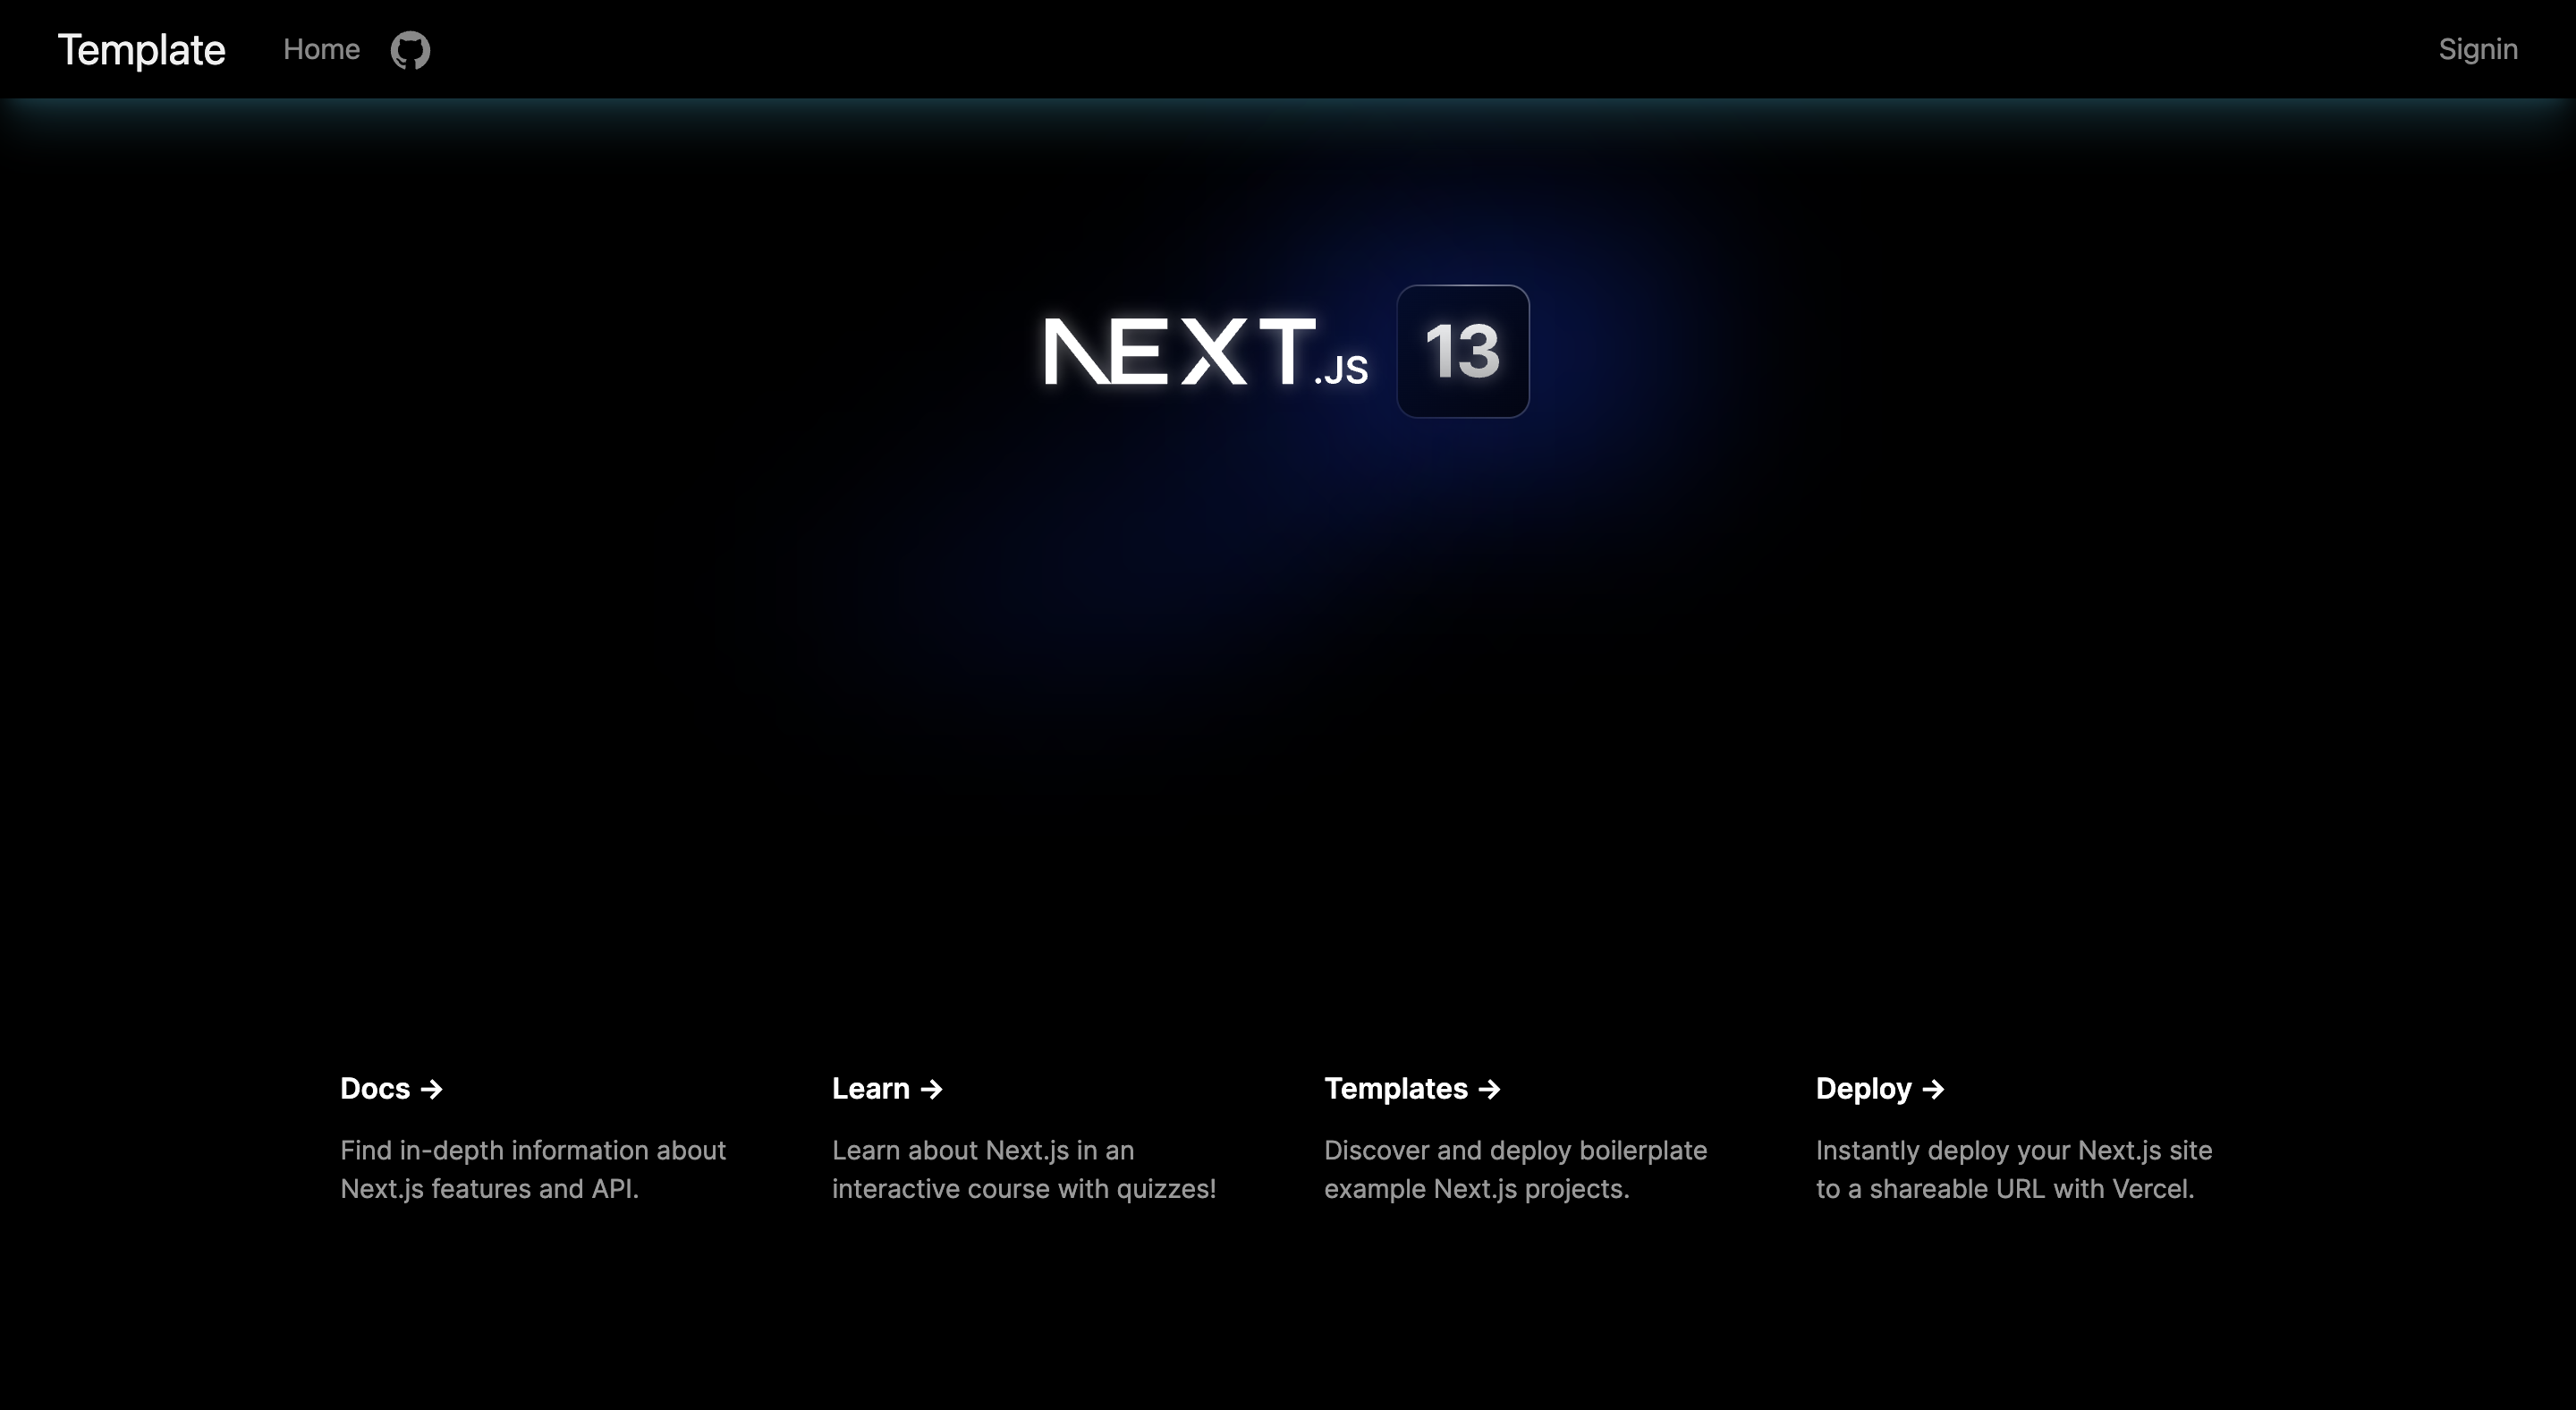 Template Home Signin
NEXT.JS 13
Docs →
Find in-depth information about
Next.js features and API.
Learn →
Learn about Next.js in an
interactive course with quizzes!
Templates →
Discover and deploy boilerplate
example Next.js projects.
Deploy →
Instantly deploy your Next.js site
to a shareable URL with Vercel.